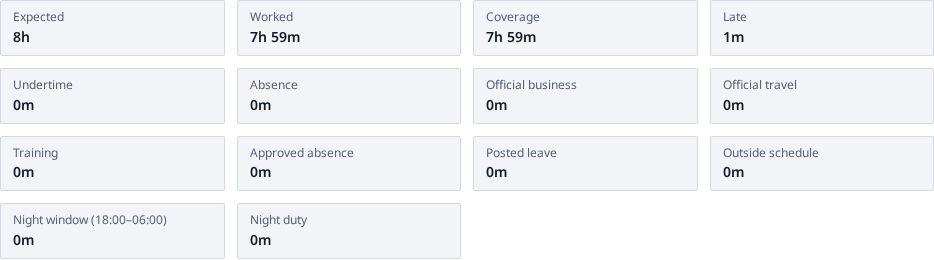 Expected
8h
Worked
7h 59m
Coverage
7h 59m
Late
1m
Undertime
0m
Absence
0m
Official business
0m
Official travel
0m
Training
0m
Approved absence
0m
Posted leave
0m
Outside schedule
0m
Night window (18:00–06:00)
0m
Night duty
0m